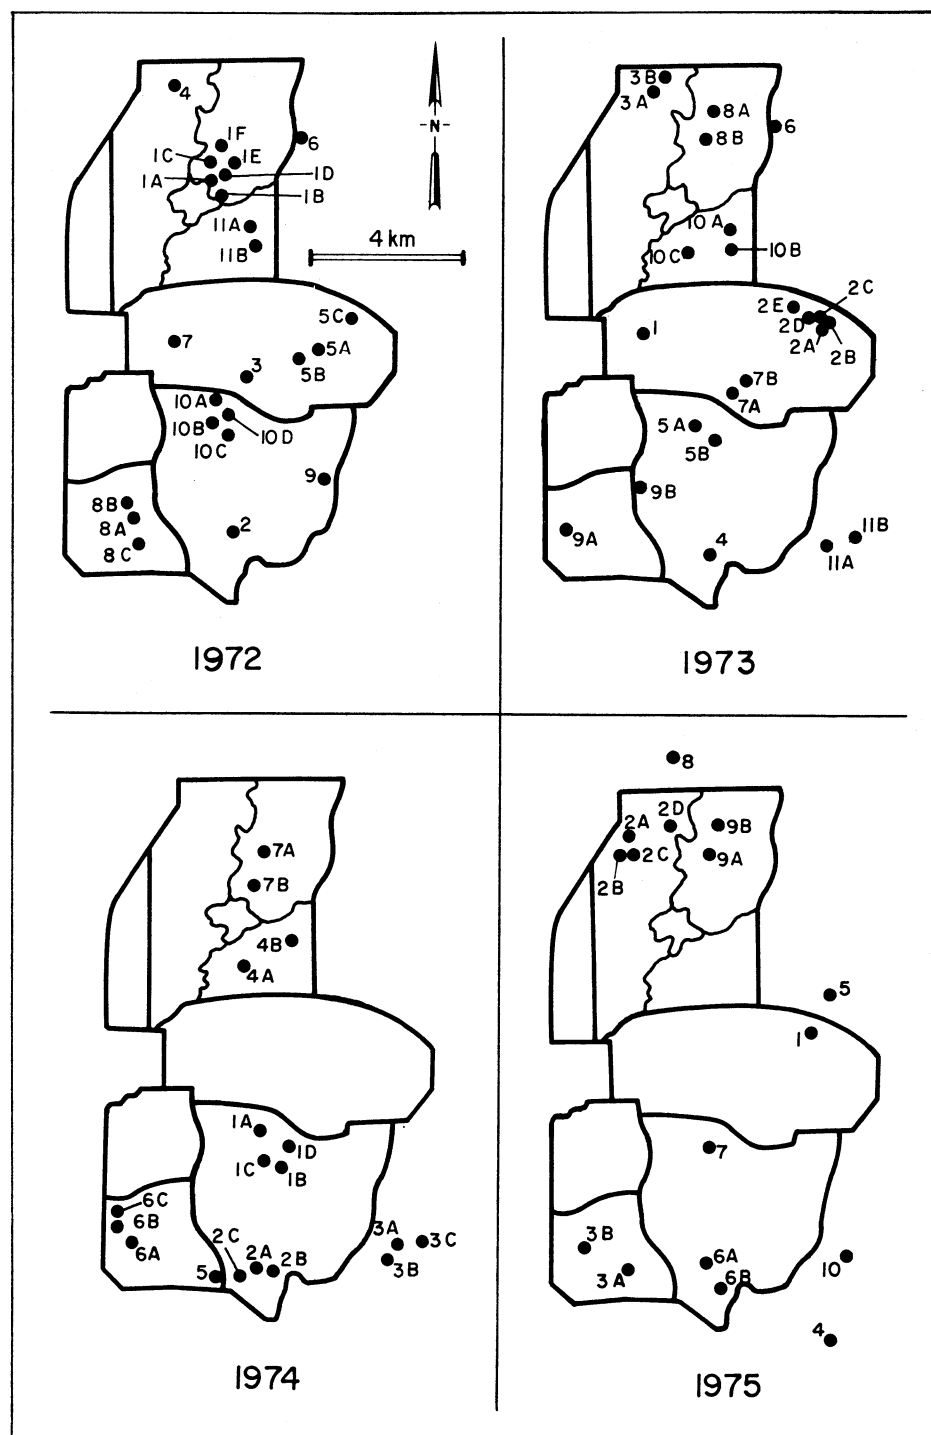 4
1F
6
1C
1E
1A
1D
1B
11A
11B
-N-
4 km
5C
7
5A
3
5B
10A
10B
10D
10C
9
8B
8A
2
8C
1972
3B
3A
8A
6
8B
10A
10C
10B
2E
2C
2D
1
2A
2B
7B
7A
5A
5B
9B
9A
4
11B
11A
1973
7A
7B
4B
4A
1A
1D
1C
1B
6C
6B
6A
2C
2A
2B
3A
3C
5
3B
1974
8
2A
2D
9B
2C
9A
2B
5
1
7
3B
3A
6A
6B
10
4
1975